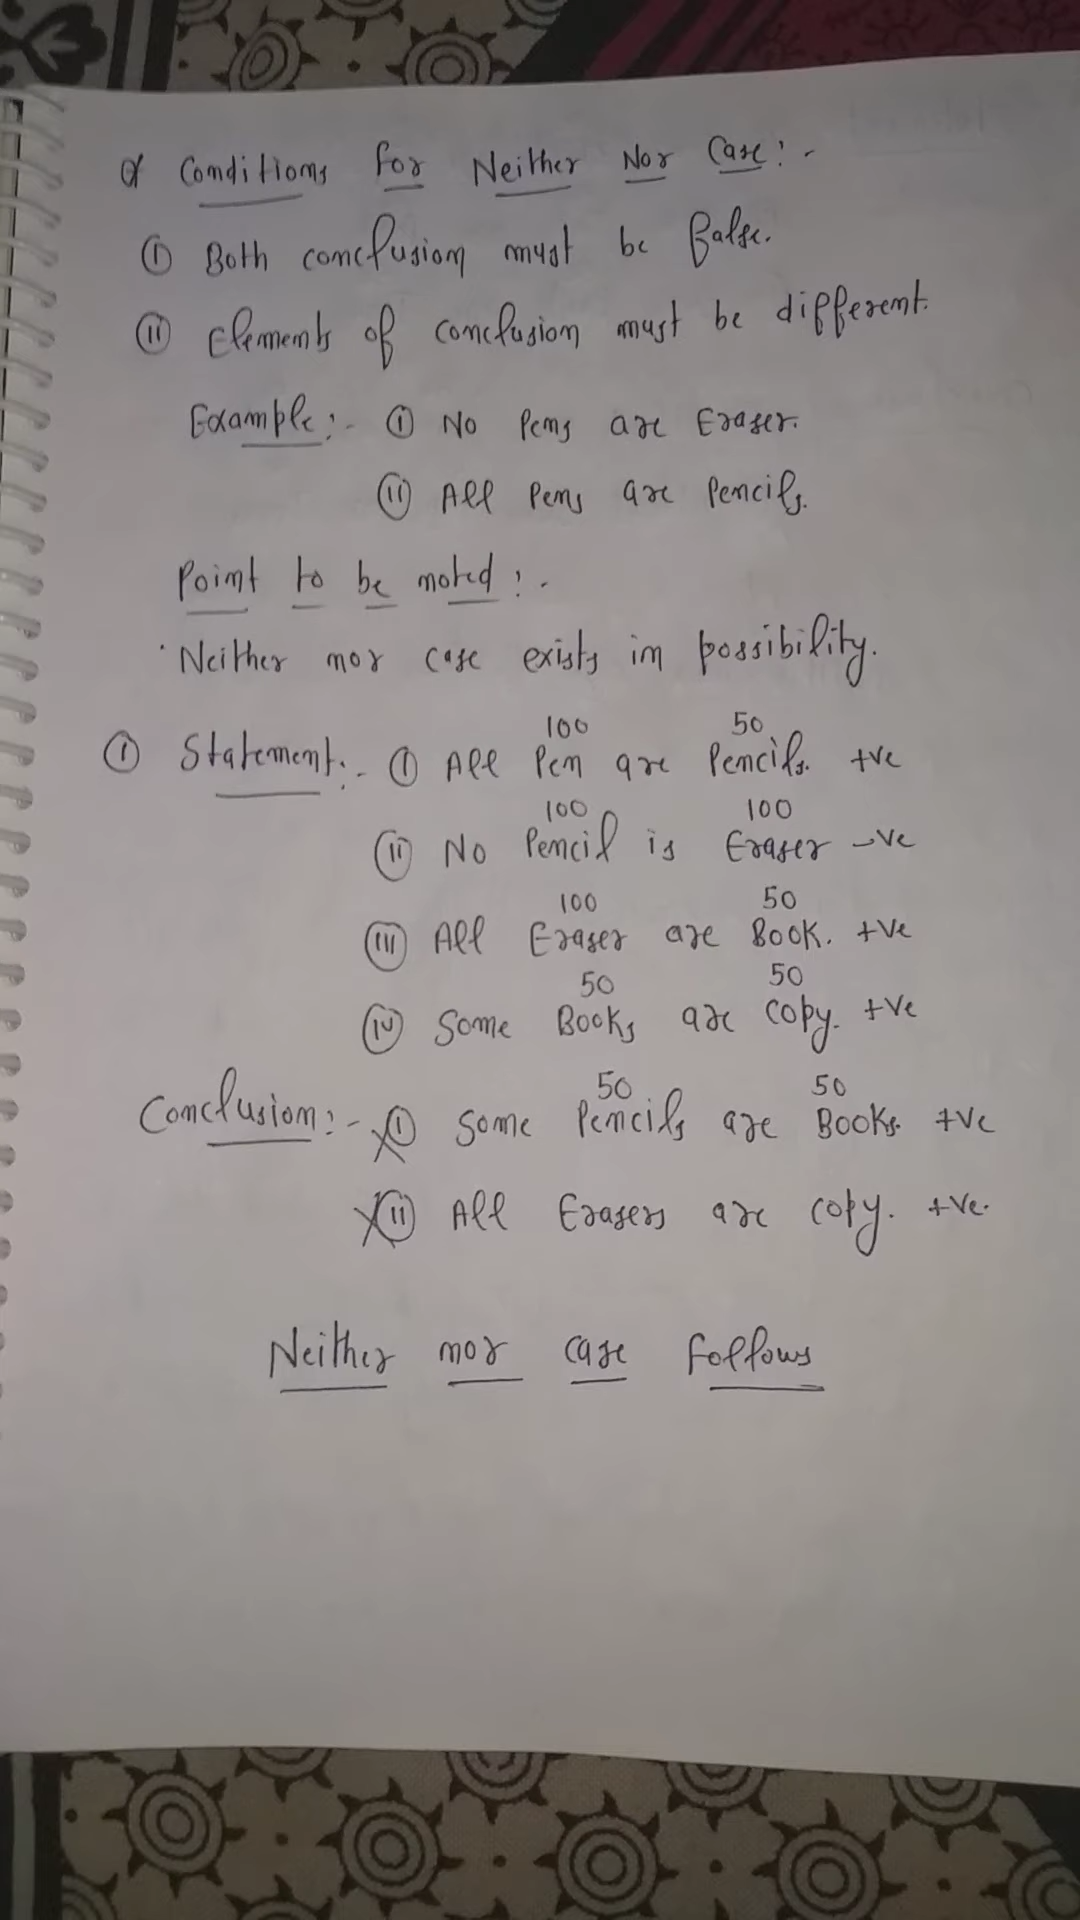 Conditions for Neither Nor Case:-
(i) Both conclusion must be false.
(ii) Elements of conclusion must be different.
Example:- (i) No Pens are Eraser.
(ii) All Pens are Pencils.
Point to be noted:-
Neither nor case exists in possibility.
100 50
(1) Statement:- (i) All Pen are Pencils. +ve
100 100
(ii) No Pencil is Eraser -ve
100 50
(iii) All Eraser are Book. +ve
50 50
(iv) Some Books are Copy. +ve
50 50
Conclusion:- (i) Some Pencils are Books. +ve
(ii) All Erasers are copy. +ve.
Neither nor case follows